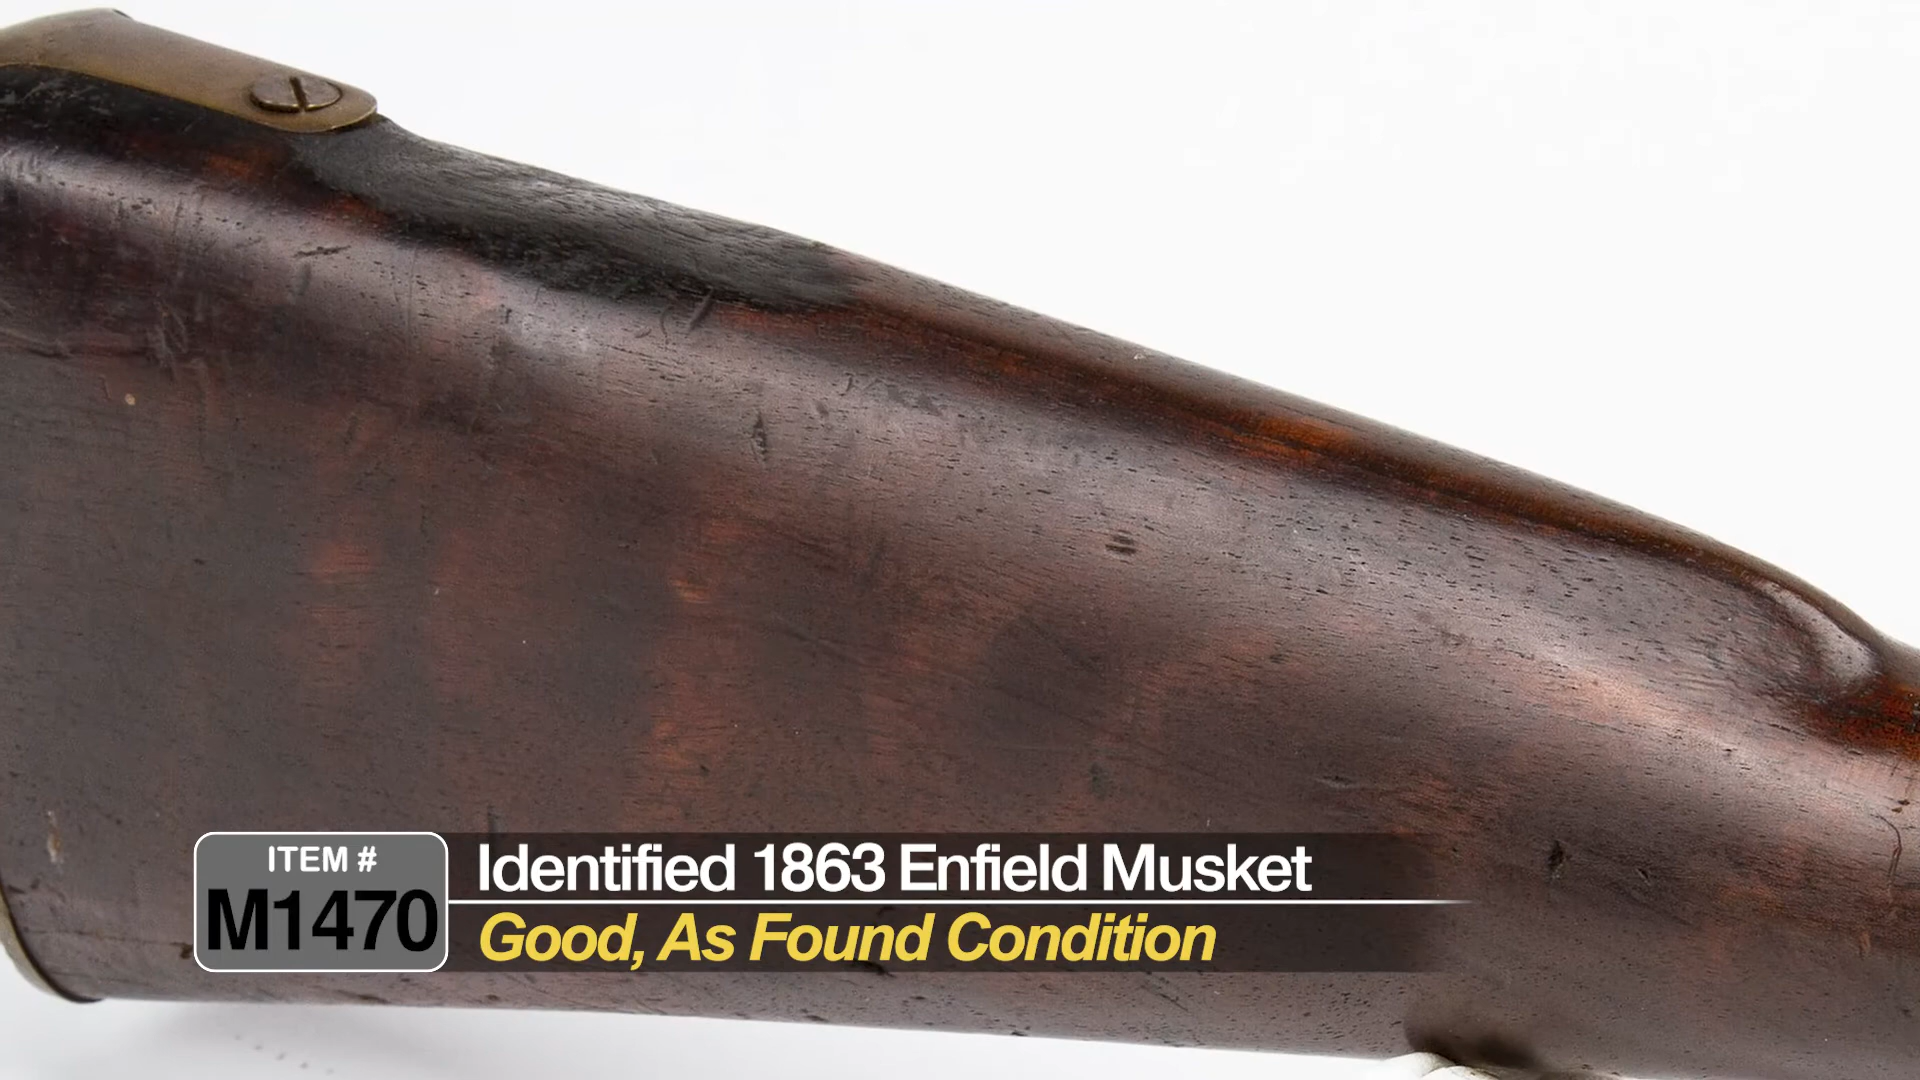 ITEM #
M1470
Identified 1863 Enfield Musket
Good, As Found Condition